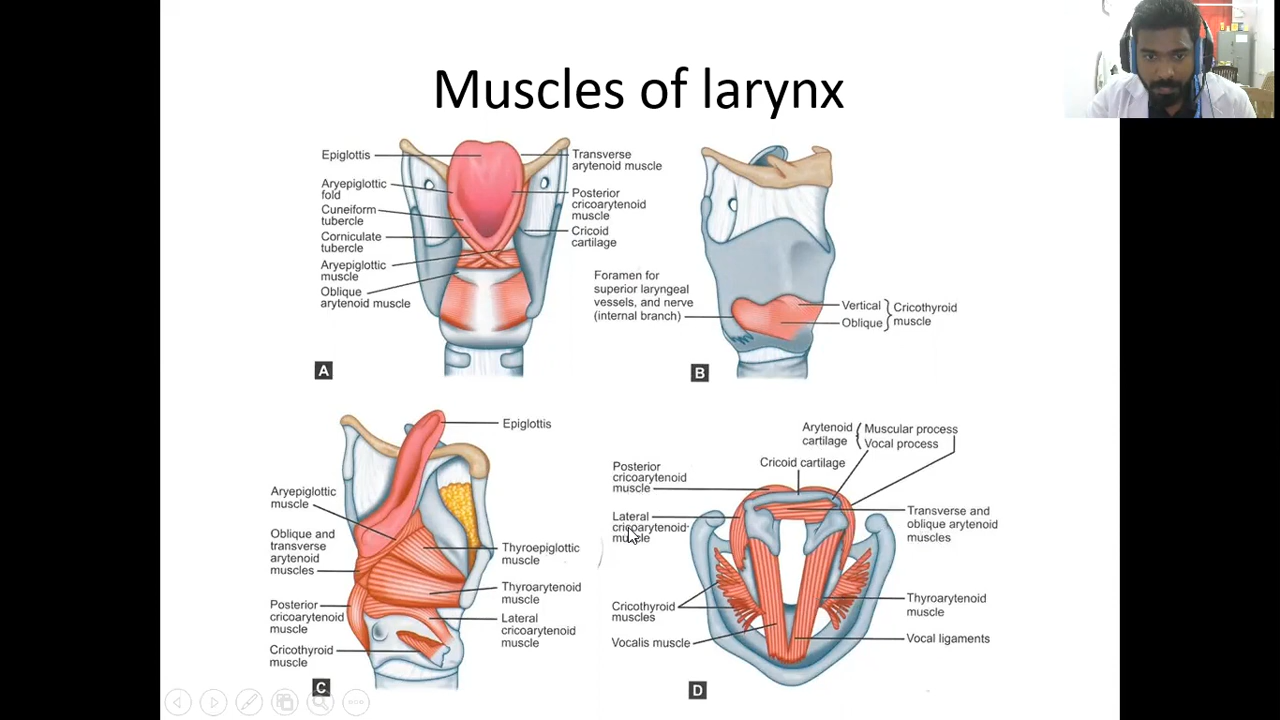 Muscles of larynx
Epiglottis
Aryepiglottic
fold
Cuneiform
tubercle
Corniculate
tubercle
Aryepiglottic
muscle
Oblique
arytenoid muscle
Transverse
arytenoid muscle
Posterior
cricoarytenoid
muscle
Cricoid
cartilage
A
Foramen for
superior laryngeal
vessels, and nerve
(internal branch)
Vertical
Oblique
Cricothyroid
muscle
B
Epiglottis
Aryepiglottic
muscle
Oblique and
transverse
arytenoid
muscles
Posterior
cricoarytenoid
muscle
Cricothyroid
muscle
Thyroepiglottic
muscle
Thyroarytenoid
muscle
Lateral
cricoarytenoid
muscle
C
Arytenoid
cartilage
Muscular process
Vocal process
Cricoid cartilage
Posterior
cricoarytenoid
muscle
Lateral
cricoarytenoid
muscle
Cricothyroid
muscles
Vocalis muscle
Transverse and
oblique arytenoid
muscles
Thyroarytenoid
muscle
Vocal ligaments
D